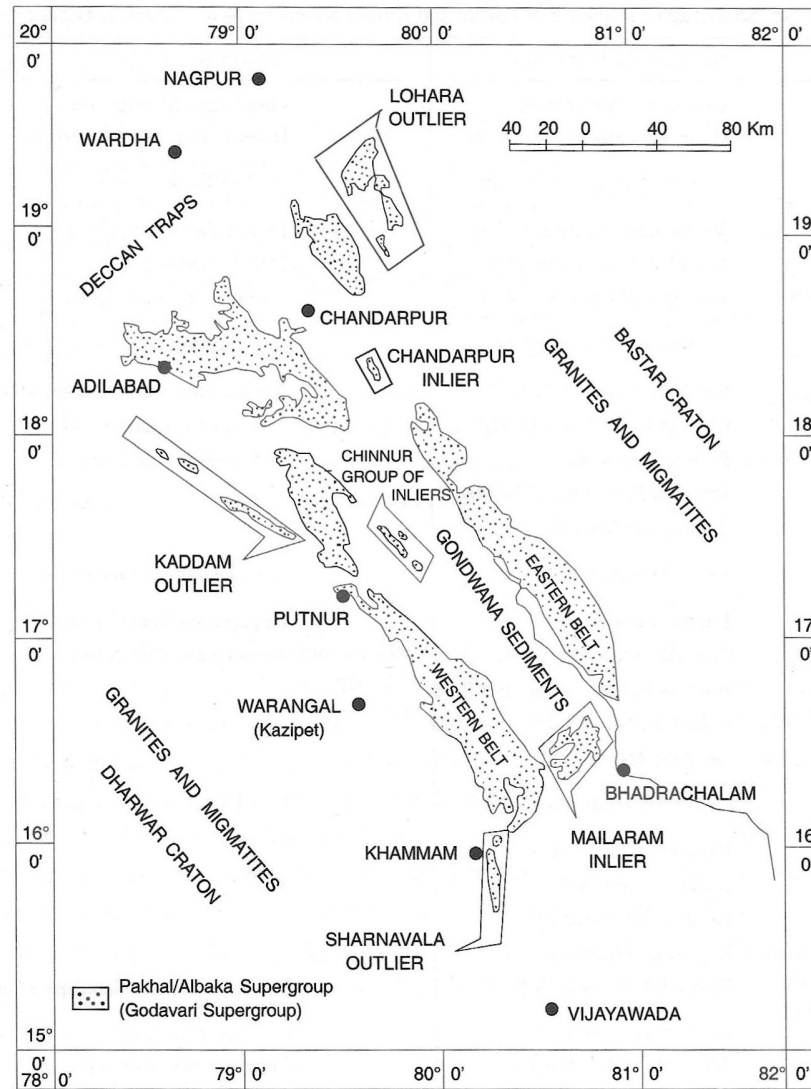 20°
0'
79°
0'
80°
0'
81°
0'
82°
0'
NAGPUR
LOHARA
OUTLIER
WARDHA
40 20 0 40 80 Km
19°
0'
19
0'
DECCAN TRAPS
CHANDARPUR
CHANDARPUR
INLIER
BASTAR CRATON
GRANITES AND MIGMATITES
ADILABAD
18°
0'
18
0'
CHINNUR
GROUP OF
INLIERS
KADDAM
OUTLIER
GONDWANA SEDIMENTS
EASTERN BELT
PUTNUR
17°
0'
17
0'
WESTERN BELT
WARANGAL
(Kazipet)
GRANITES AND MIGMATITES
DHARWAR CRATON
BHADRACHALAM
MAILARAM
INLIER
16°
0'
16
0'
KHAMMAM
SHARNAVALA
OUTLIER
Pakhal/Albaka Supergroup
(Godavari Supergroup)
VIJAYAWADA
15°
0'
15
0'
78°
0'
79°
0'
80°
0'
81°
0'
82°
0'